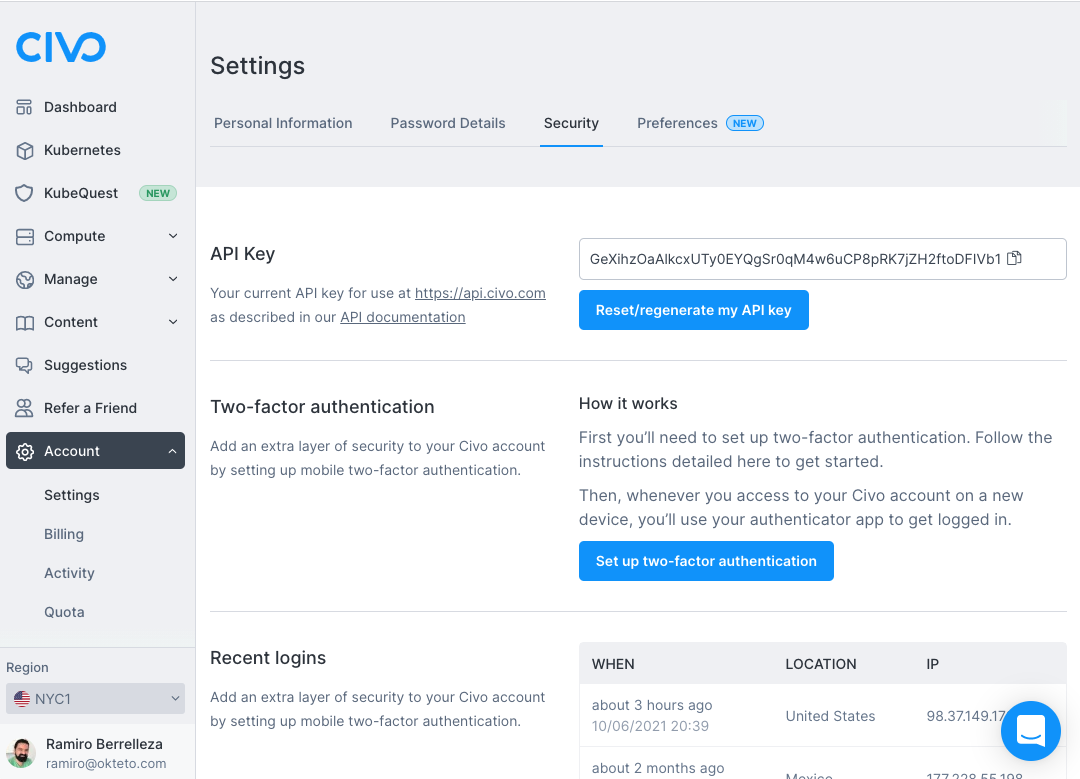 CIVO
Dashboard
Kubernetes
KubeQuest NEW
Compute
Manage
Content
Suggestions
Refer a Friend
Account
Settings
Billing
Activity
Quota
Region
NYC1
Ramiro Berrelleza
ramiro@okteto.com
Settings
Personal Information Password Details Security Preferences NEW
API Key
Your current API key for use at https://api.civo.com
as described in our API documentation
GeXihzOaAlkcxUTy0EYQgSr0qM4w6uCP8pRK7jZH2ftoDFlVb1
Reset/regenerate my API key
Two-factor authentication
Add an extra layer of security to your Civo account
by setting up mobile two-factor authentication.
How it works
First you’ll need to set up two-factor authentication. Follow the
instructions detailed here to get started.
Then, whenever you access to your Civo account on a new
device, you’ll use your authenticator app to get logged in.
Set up two-factor authentication
Recent logins
Add an extra layer of security to your Civo account
by setting up mobile two-factor authentication.
WHEN LOCATION IP
about 3 hours ago
10/06/2021 20:39
United States
98.37.149.17
about 2 months ago
Mexico
177.228.55.198